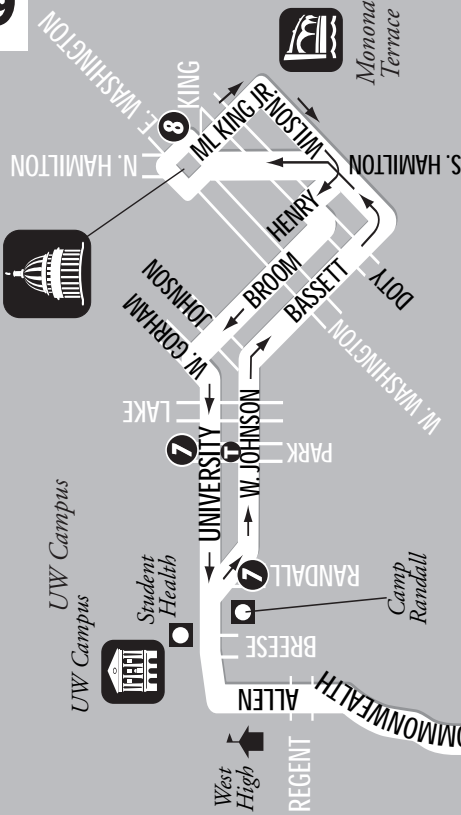 E. WASHINGTON
N. HAMILTON
KING
8
ML KING JR.
WILSON
S. HAMILTON
Monona
Terrace
HENRY
BROOM
JOHNSON
W. GORHAM
BASSETT
DOTY
W. WASHINGTON
LAKE
7
UNIVERSITY
T
W. JOHNSON
PARK
UW Campus
UW Campus
Student
Health
7
RANDALL
Camp
Randall
BREESE
ALLEN
West
High
REGENT
OMMONWEALTH